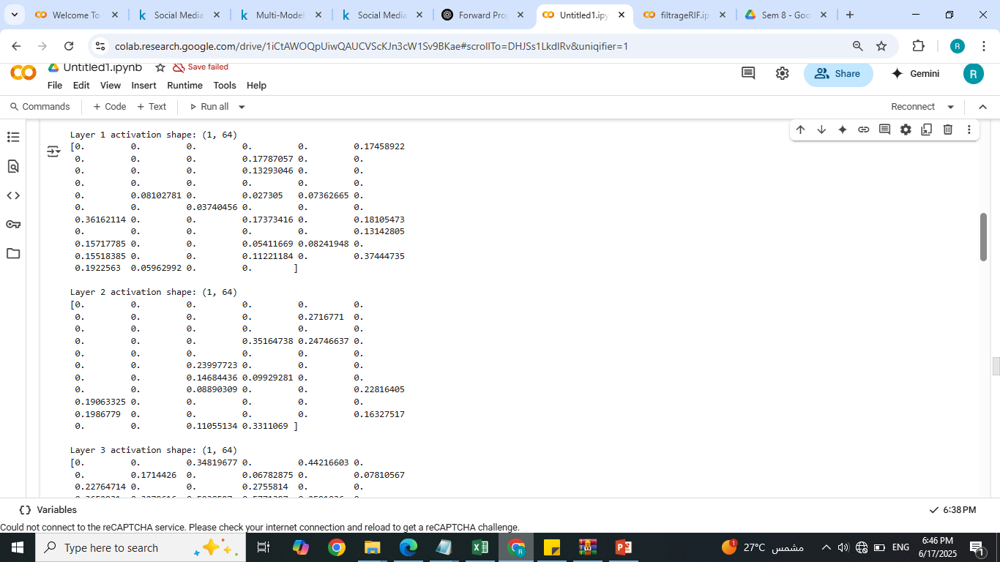 Welcome To
Social Media
Multi-Model
Social Media
Forward Pro
Untitled1.ipy
filtrageRIF.ip
Sem 8 - Goo
colab.research.google.com/drive/1iCtAWOQpUiwQAUCVScKJn3cW1Sv9BKae#scrollTo=DHJSs1LkdlRv&uniqifier=1
R
Untitled1.ipynb
Save failed
Share
Gemini
R
File Edit View Insert Runtime Tools Help
Commands + Code + Text Run all
Reconnect
Layer 1 activation shape: (1, 64)
[0. 0. 0. 0. 0. 0.17458922
0. 0. 0. 0.17787057 0. 0.
0. 0. 0. 0.13293046 0. 0.
0. 0. 0. 0. 0. 0.
0. 0.08102781 0. 0.027305 0.07362665 0.
0. 0. 0.03740456 0. 0. 0.
0.36162114 0. 0. 0.17373416 0. 0.18105473
0. 0. 0. 0. 0. 0.13142805
0.15717785 0. 0. 0.05411669 0.08241948 0.
0.15518385 0. 0. 0.11221184 0. 0.37444735
0.1922563 0.05962992 0. 0. ]
Layer 2 activation shape: (1, 64)
[0. 0. 0. 0. 0. 0.
0. 0. 0. 0. 0.2716771 0.
0. 0. 0. 0. 0. 0.
0. 0. 0. 0.35164738 0.24746637 0.
0. 0. 0. 0. 0. 0.
0. 0. 0.23997723 0. 0. 0.
0. 0. 0.14684436 0.09929281 0. 0.
0. 0. 0.08890309 0. 0. 0.22816405
0.19063325 0. 0. 0. 0. 0.
0.1986779 0. 0. 0. 0. 0.16327517
0. 0. 0.11055134 0.3311069 ]
Layer 3 activation shape: (1, 64)
[0. 0. 0.34819677 0. 0.44216603 0.
0. 0.1714426 0. 0.06782875 0. 0.07810567
0.22764714 0. 0. 0.2755814 0. 0.
Variables
6:38 PM
Could not connect to the reCAPTCHA service. Please check your internet connection and reload to get a reCAPTCHA challenge.
Type here to search
27°C مشمس
ENG
6:46 PM
6/17/2025